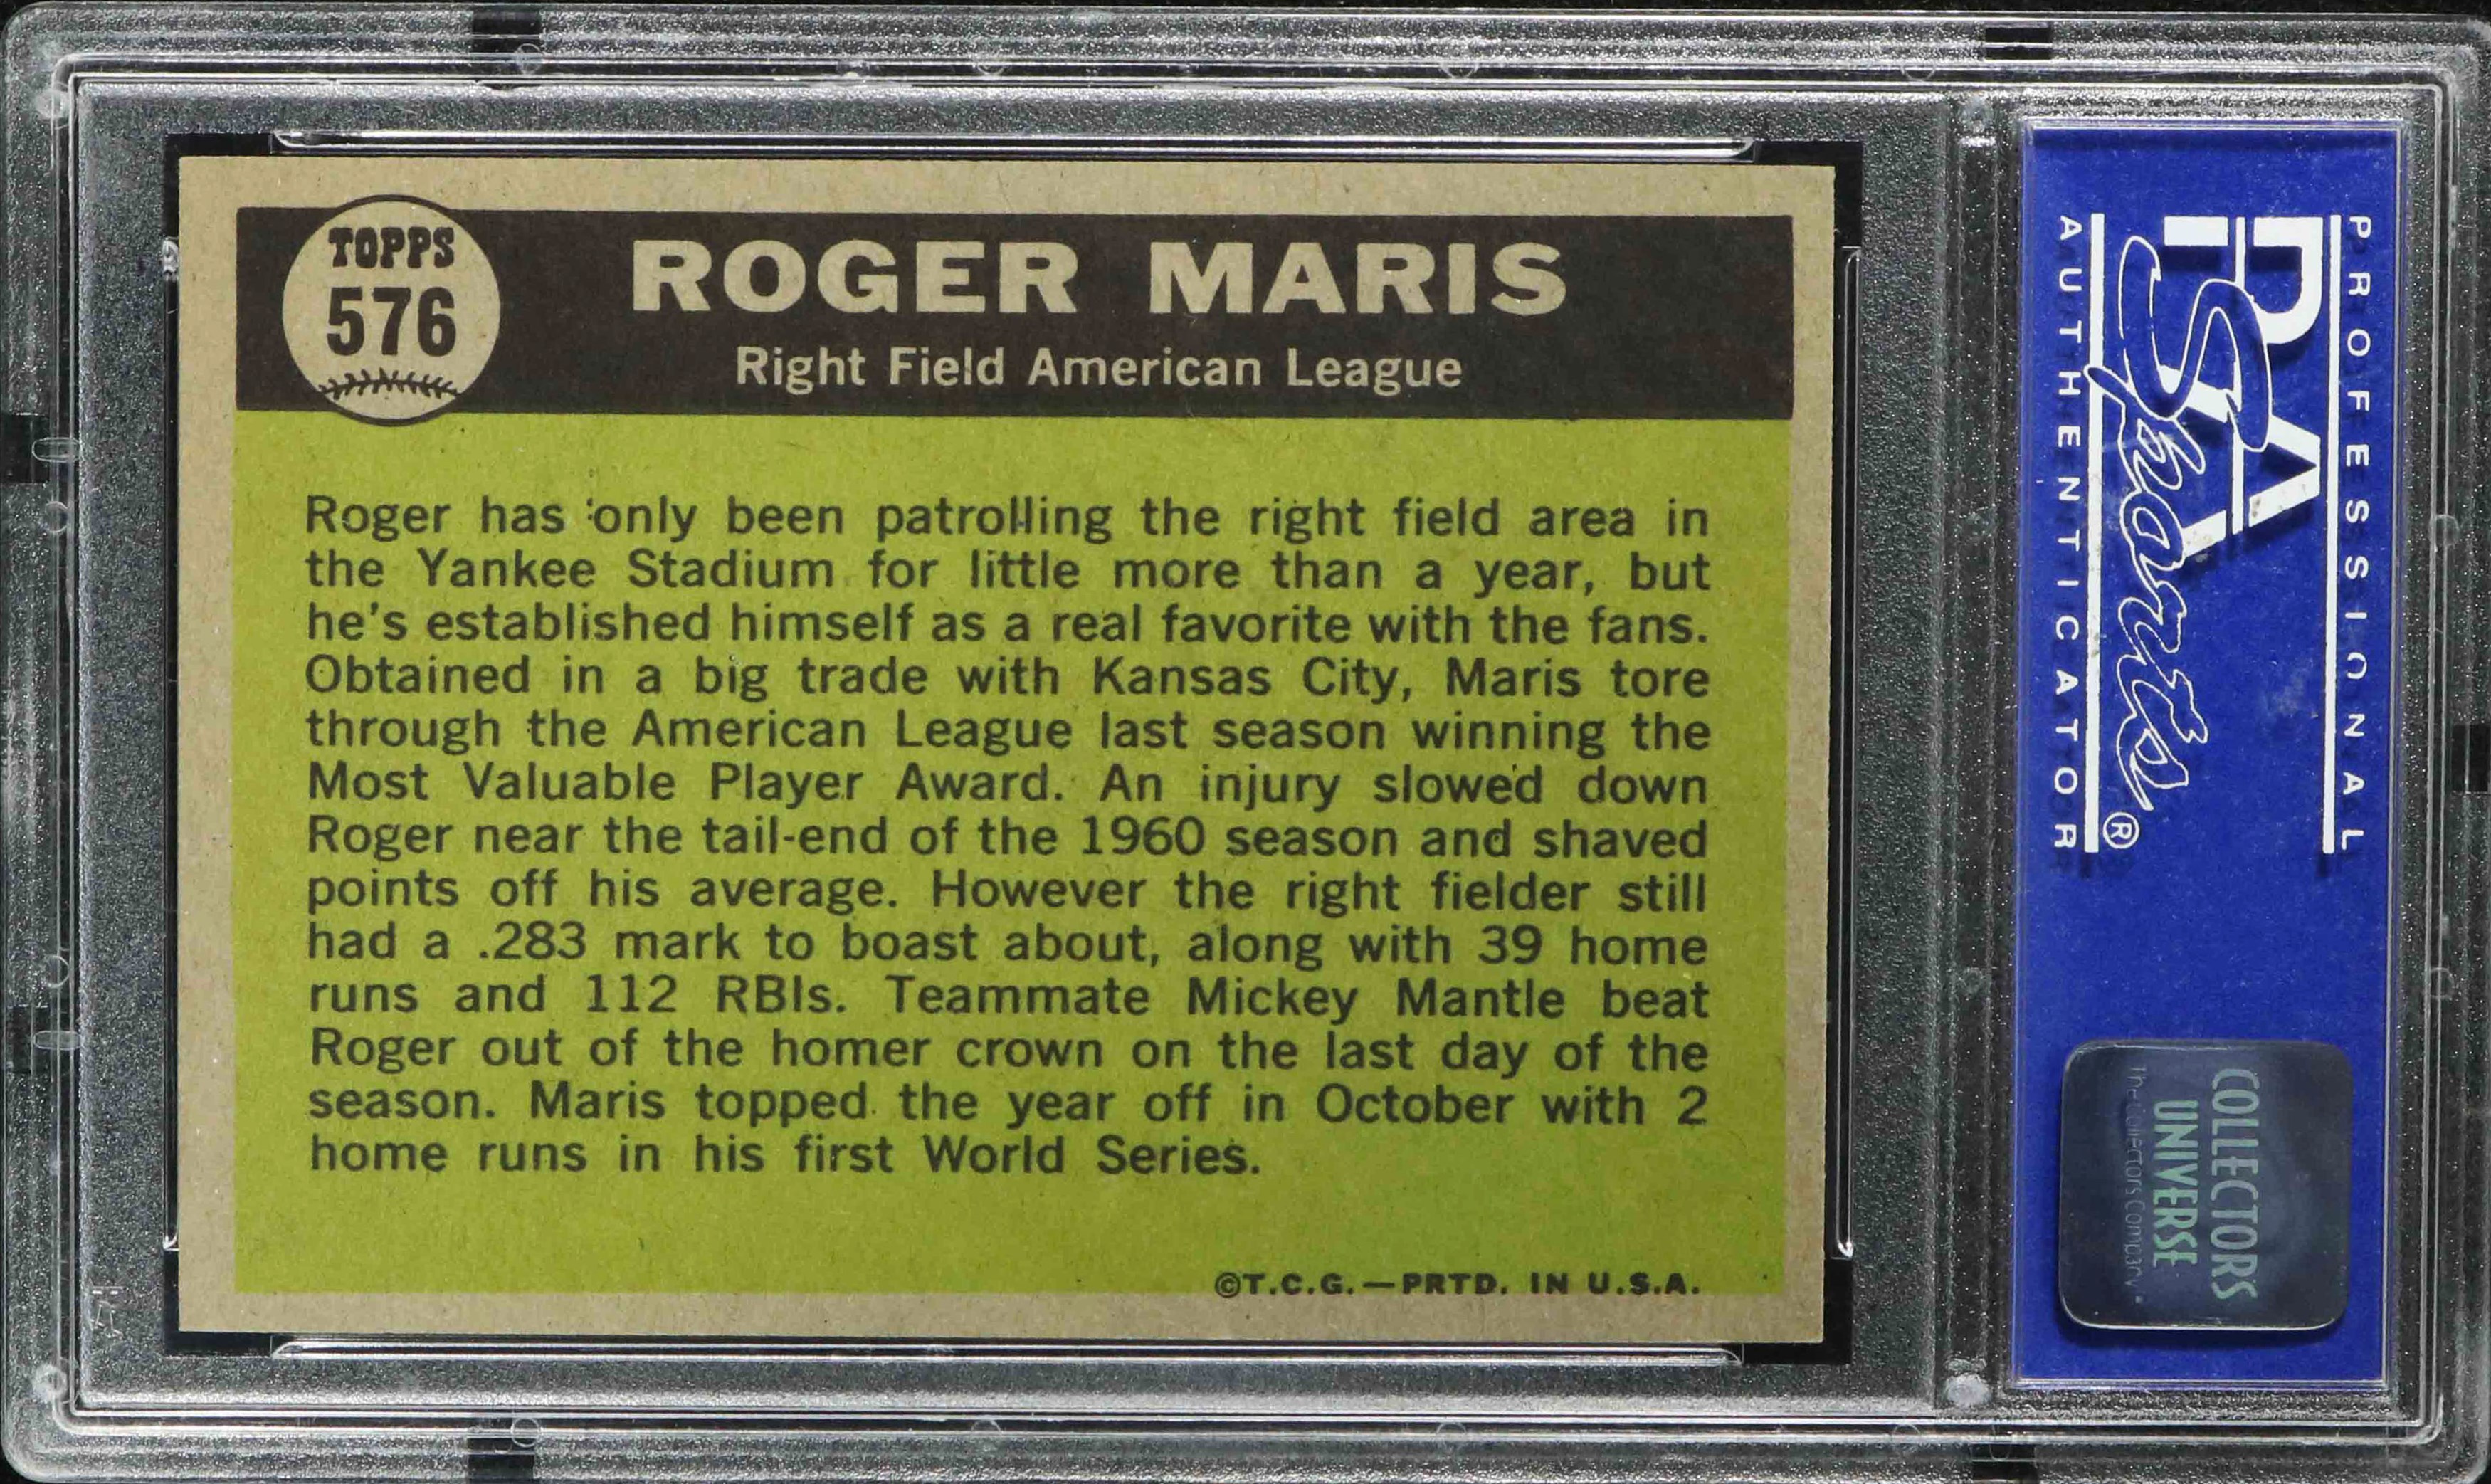 TOPPS
576
ROGER MARIS
Right Field American League
Roger has only been patrolling the right field area in
the Yankee Stadium for little more than a year, but
he's established himself as a real favorite with the fans.
Obtained in a big trade with Kansas City, Maris tore
through the American League last season winning the
Most Valuable Player Award. An injury slowed down
Roger near the tail-end of the 1960 season and shaved
points off his average. However the right fielder still
had a .283 mark to boast about, along with 39 home
runs and 112 RBIs. Teammate Mickey Mantle beat
Roger out of the homer crown on the last day of the
season. Maris topped the year off in October with 2
home runs in his first World Series.
©T.C.G.—PRTD. IN U.S.A.
PROFESSIONAL
PSA
Sports®
AUTHENTICATOR
COLLECTORS
UNIVERSE
The Collectors Company